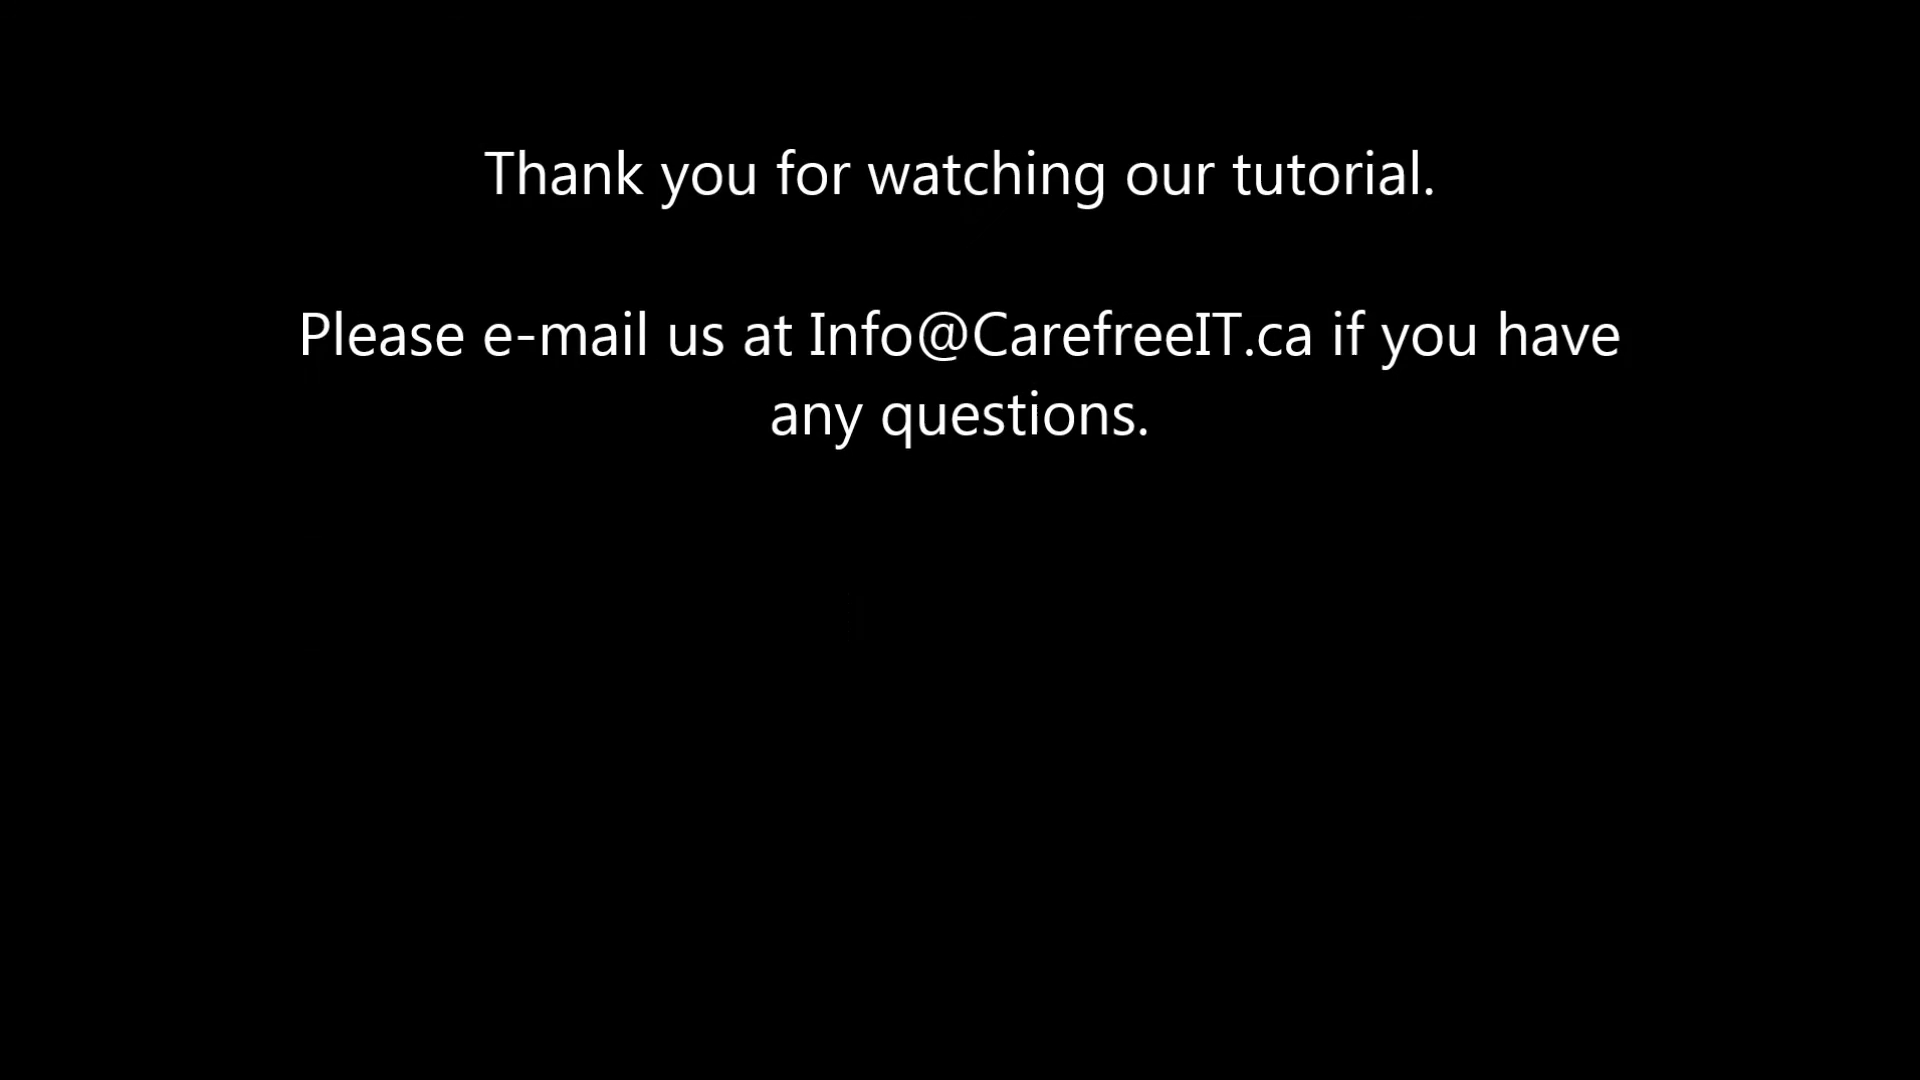 Thank you for watching our tutorial.
Please e-mail us at Info@CarefreeIT.ca if you have
any questions.